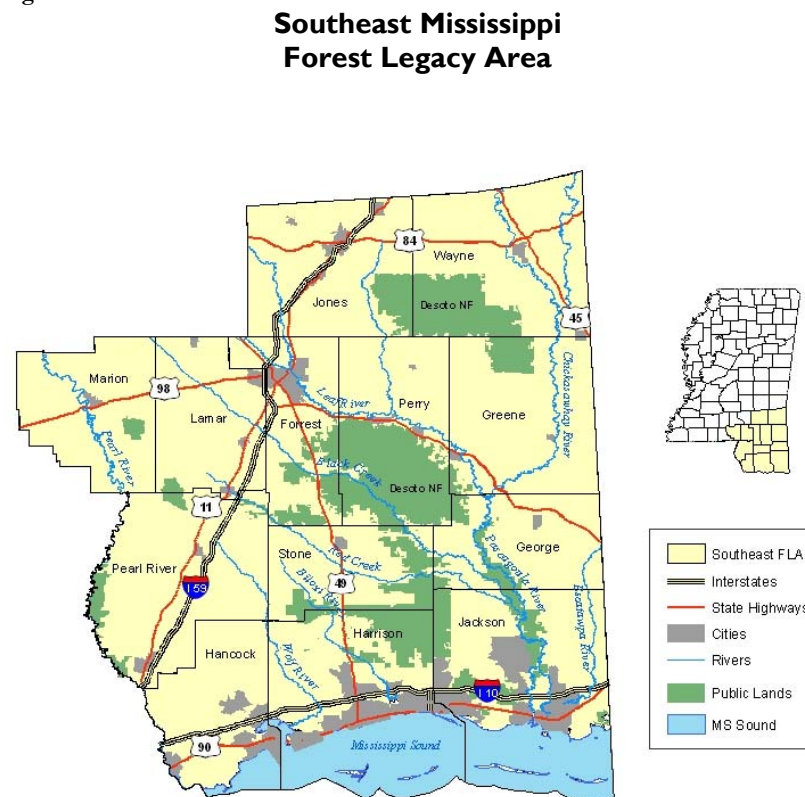 g
Southeast Mississippi
Forest Legacy Area
84
Wayne
Jones
Desoto NF
45
Marion
98
Lamar
Forrest
Leaf River
Perry
Greene
Chickasawhay River
Pearl River
Black Creek
Desoto NF
11
Pearl River
I 59
Stone
Red Creek
Biloxi River
49
Pascagoula River
George
Escatawpa River
Hancock
Wolf River
Harrison
Jackson
I 10
90
Mississippi Sound
Southeast FLA
Interstates
State Highways
Cities
Rivers
Public Lands
MS Sound